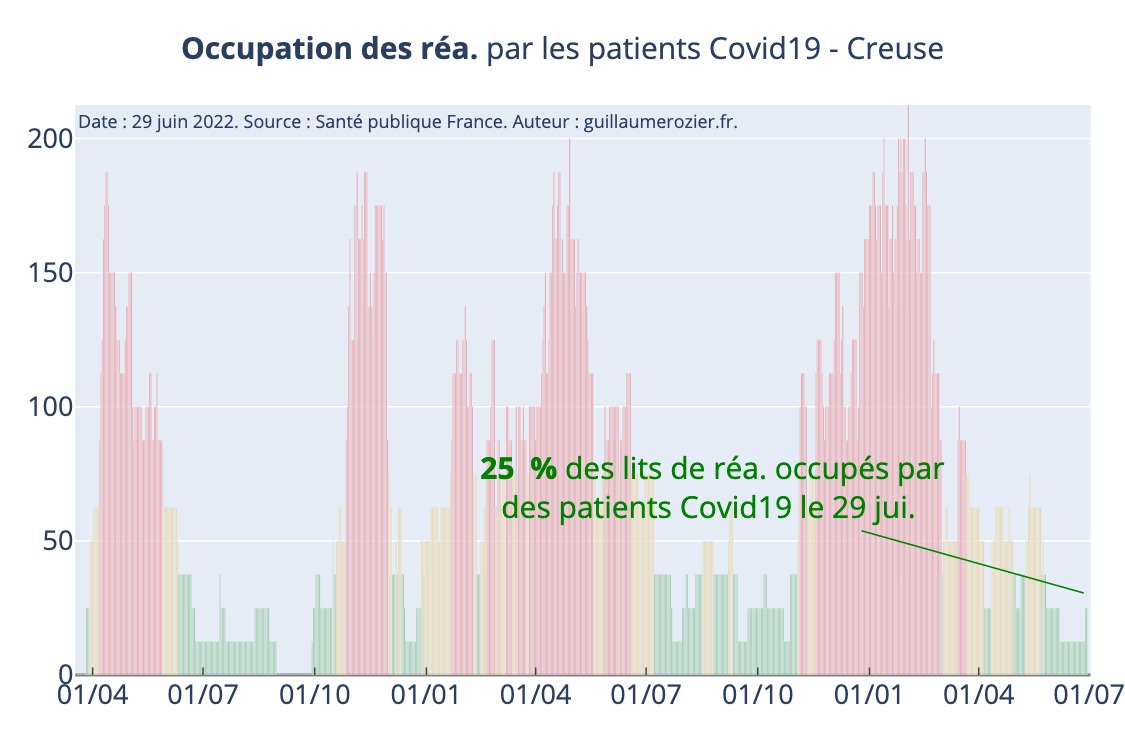 Occupation des réa. par les patients Covid19 - Creuse
Date : 29 juin 2022. Source : Santé publique France. Auteur : guillaumerozier.fr.
200
150
100
50
0
25 % des lits de réa. occupés par
des patients Covid19 le 29 jui.
01/04 01/07 01/10 01/01 01/04 01/07 01/10 01/01 01/04 01/07